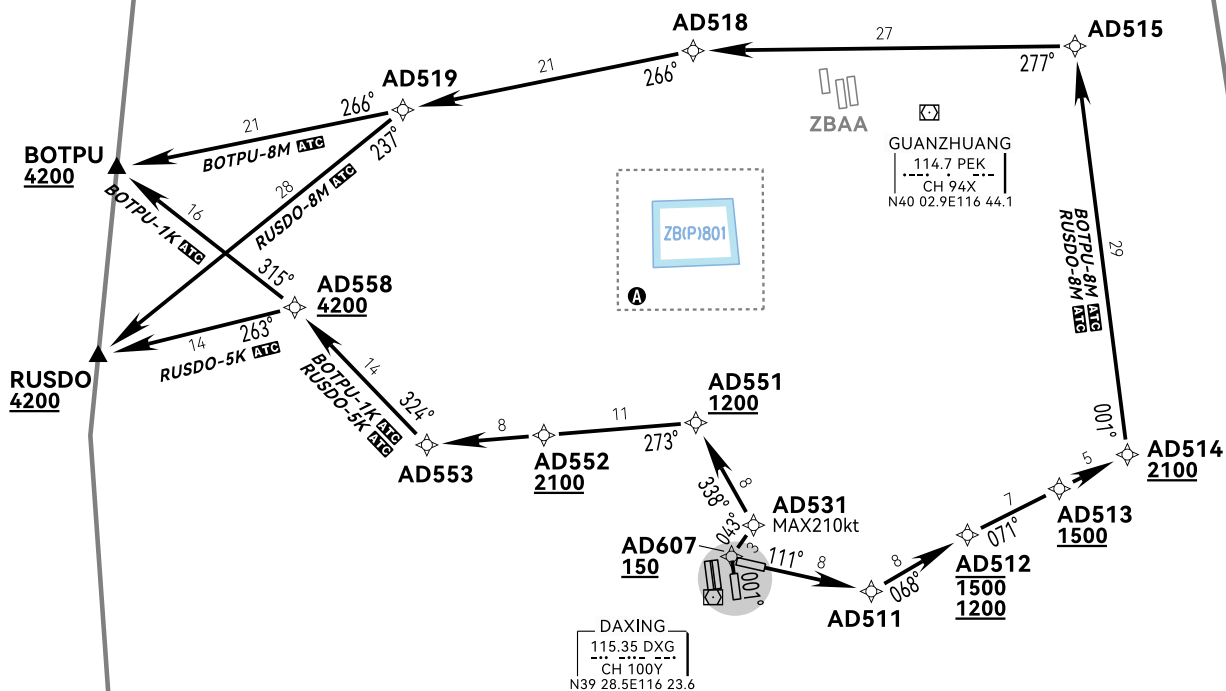 AD518
27
AD515
277°
21
266°
AD519
266°
21
BOTPU-8M ATC
237°
BOTPU
4200
28
RUSDO-8M ATC
16
BOTPU-1K ATC
315°
AD558
4200
263°
14
RUSDO-5K ATC
RUSDO
4200
14
BOTPU-1K ATC
RUSDO-5K ATC
324°
ZBAA
GUANZHUANG
114.7 PEK
CH 94X
N40 02.9E116 44.1
ZB(P)801
A
BOTPU-8M ATC
RUSDO-8M ATC
29
001°
AD514
2100
5
AD513
1500
7
071°
AD512
1500
1200
8
068°
AD511
111°
8
AD551
1200
11
273°
8
AD552
2100
AD553
8
338°
AD531
MAX210kt
043°
3
AD607
150
001°
DAXING
115.35 DXG
CH 100Y
N39 28.5E116 23.6